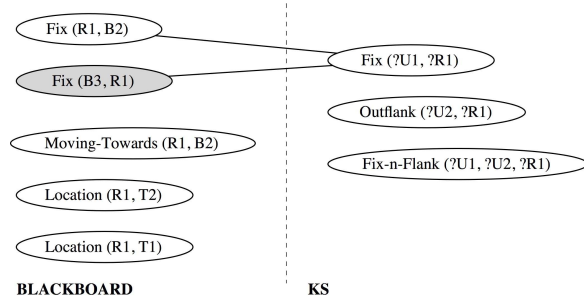 Fix (R1, B2)
Fix (B3, R1)
Moving-Towards (R1, B2)
Location (R1, T2)
Location (R1, T1)
BLACKBOARD
Fix (?U1, ?R1)
Outflank (?U2, ?R1)
Fix-n-Flank (?U1, ?U2, ?R1)
KS